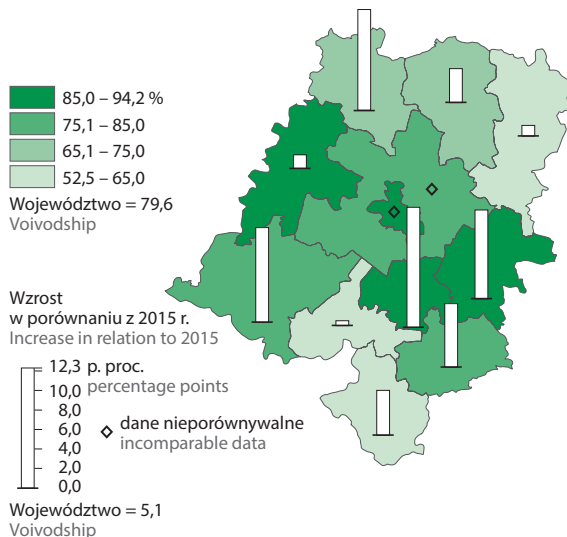 85,0 – 94,2 %
75,1 – 85,0
65,1 – 75,0
52,5 – 65,0
Województwo = 79,6
Voivodship
Wzrost
w porównaniu z 2015 r.
Increase in relation to 2015
12,3 p. proc.
percentage points
10,0
8,0
6,0
4,0
2,0
0,0
dane nieporównywalne
incomparable data
Województwo = 5,1
Voivodship